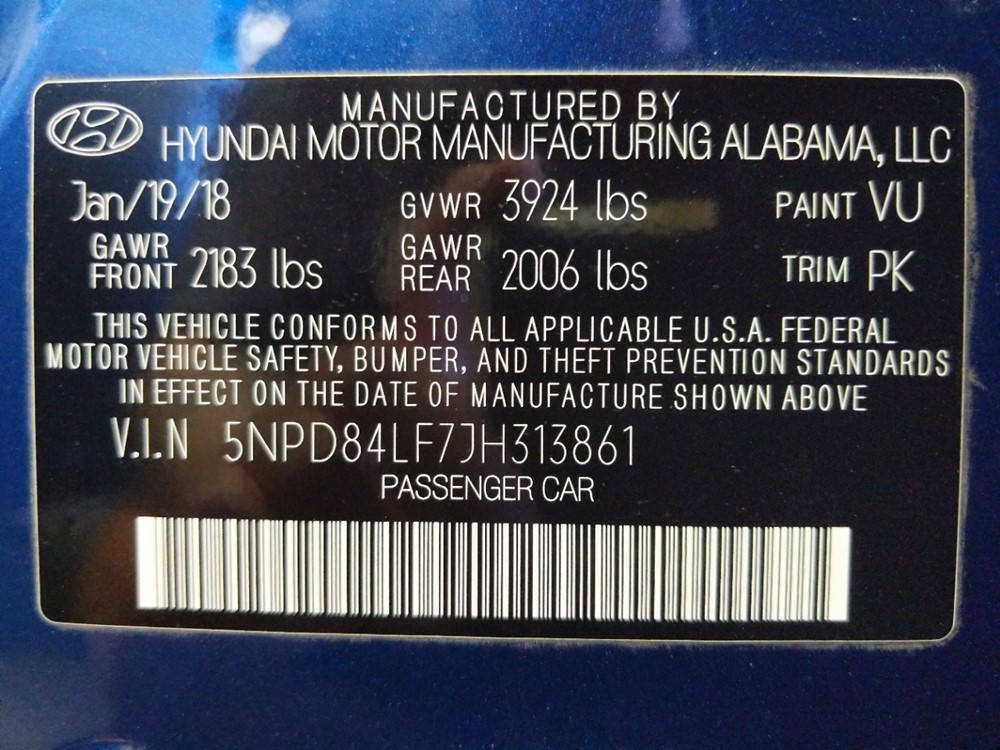 MANUFACTURED BY
HYUNDAI MOTOR MANUFACTURING ALABAMA, LLC
Jan/19/18 GVWR 3924 lbs PAINT VU
GAWR FRONT 2183 lbs GAWR REAR 2006 lbs TRIM PK
THIS VEHICLE CONFORMS TO ALL APPLICABLE U.S.A. FEDERAL
MOTOR VEHICLE SAFETY, BUMPER, AND THEFT PREVENTION STANDARDS
IN EFFECT ON THE DATE OF MANUFACTURE SHOWN ABOVE
V.I.N 5NPD84LF7JH313861
PASSENGER CAR